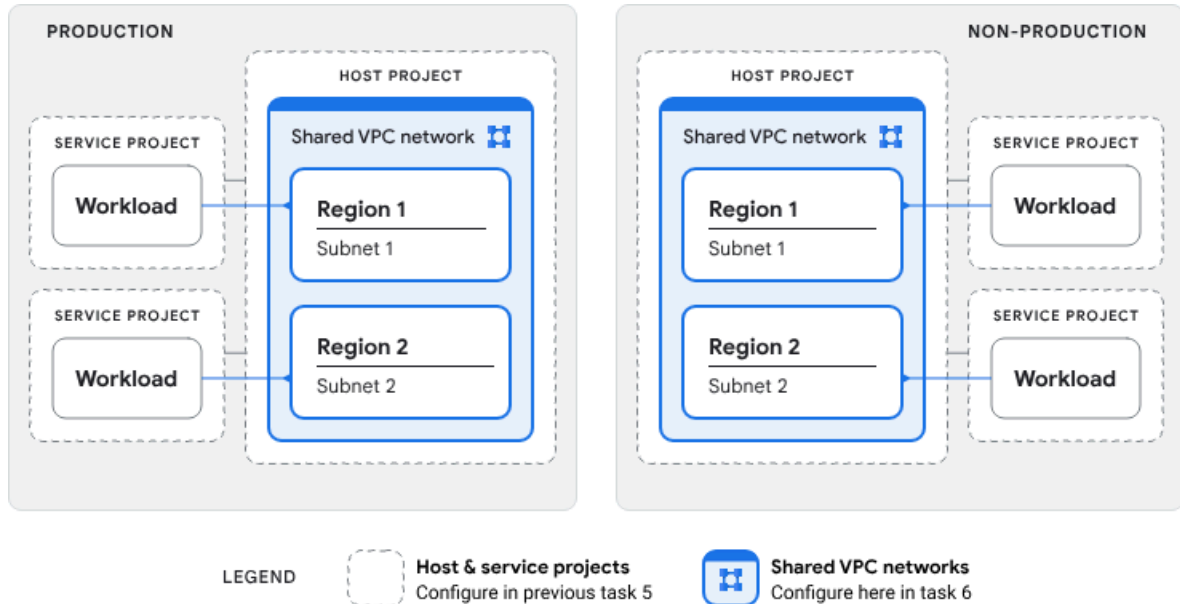 PRODUCTION
HOST PROJECT
Shared VPC network
SERVICE PROJECT
Workload
Region 1
Subnet 1
SERVICE PROJECT
Workload
Region 2
Subnet 2
NON-PRODUCTION
HOST PROJECT
Shared VPC network
Region 1
Subnet 1
SERVICE PROJECT
Workload
Region 2
Subnet 2
SERVICE PROJECT
Workload
LEGEND
Host & service projects
Configure in previous task 5
Shared VPC networks
Configure here in task 6